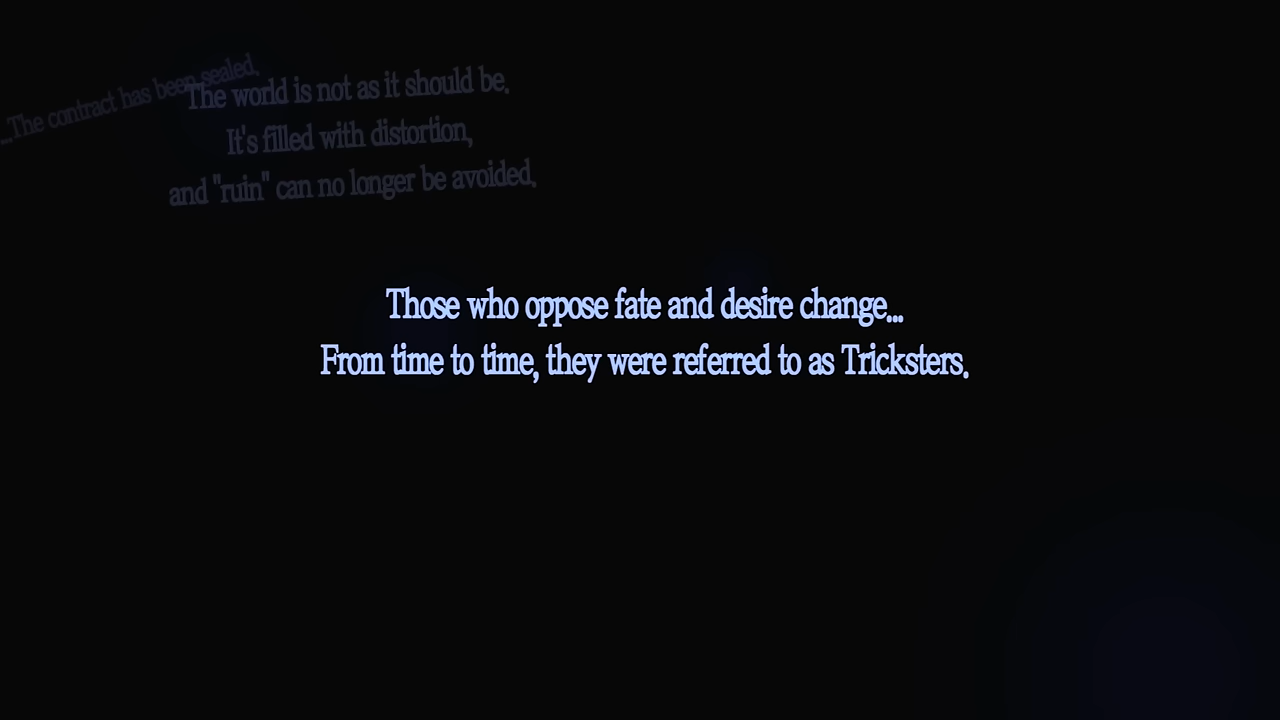 ...The contract has been sealed.
The world is not as it should be.
It's filled with distortion,
and "ruin" can no longer be avoided.
Those who oppose fate and desire change...
From time to time, they were referred to as Tricksters.